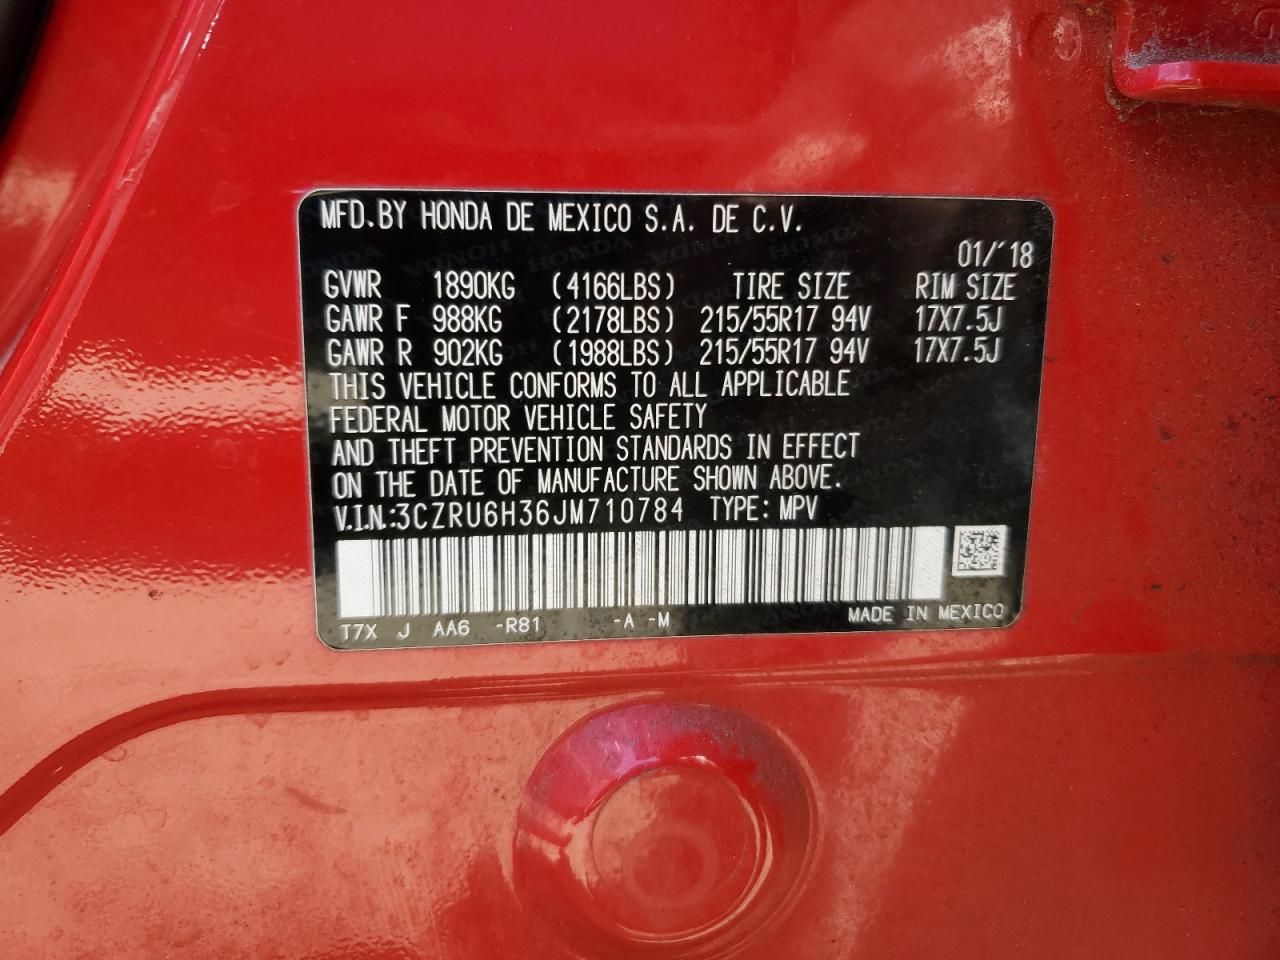 MFD.BY HONDA DE MEXICO S.A. DE C.V.
01/'18
GVWR 1890KG (4166LBS) TIRE SIZE RIM SIZE
GAWR F 988KG (2178LBS) 215/55R17 94V 17X7.5J
GAWR R 902KG (1988LBS) 215/55R17 94V 17X7.5J
THIS VEHICLE CONFORMS TO ALL APPLICABLE
FEDERAL MOTOR VEHICLE SAFETY
AND THEFT PREVENTION STANDARDS IN EFFECT
ON THE DATE OF MANUFACTURE SHOWN ABOVE.
V.I.N.:3CZRU6H36JM710784 TYPE: MPV
T7X J AA6 -R81 -A -M MADE IN MEXICO